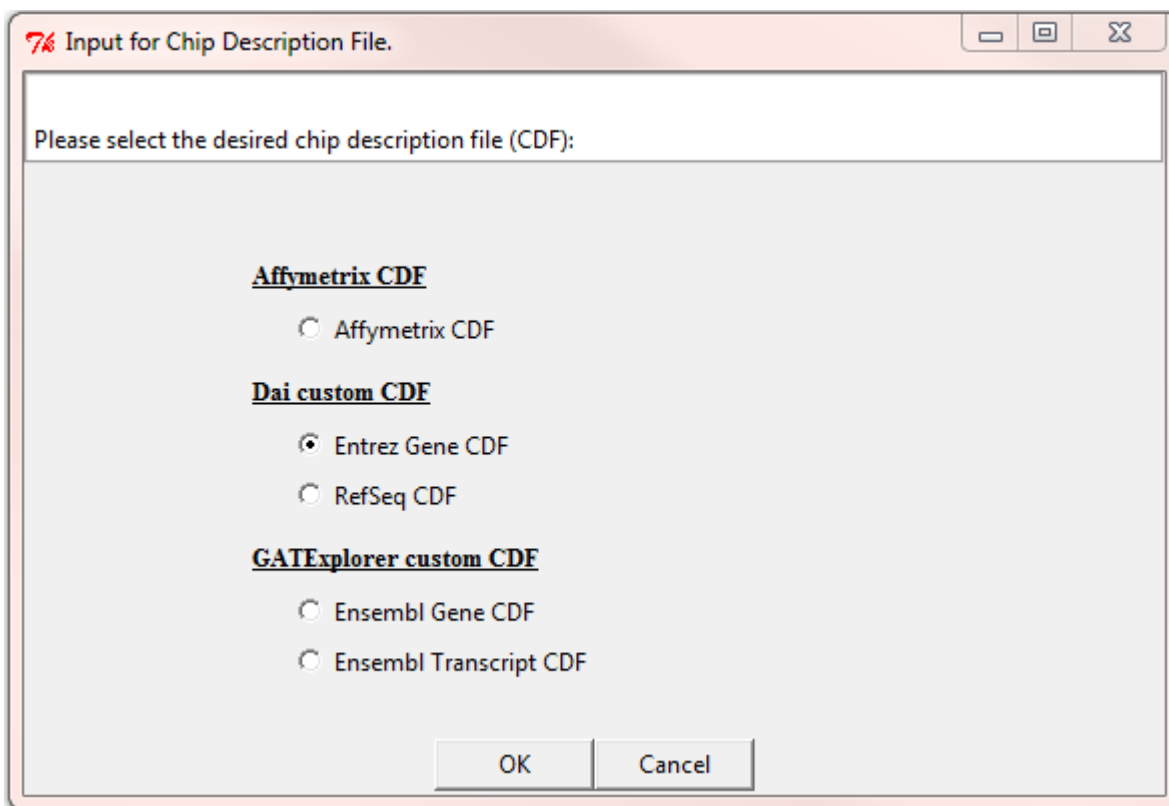 Input for Chip Description File.
Please select the desired chip description file (CDF):
Affymetrix CDF
Affymetrix CDF
Dai custom CDF
Entrez Gene CDF
RefSeq CDF
GATExplorer custom CDF
Ensembl Gene CDF
Ensembl Transcript CDF
OK Cancel